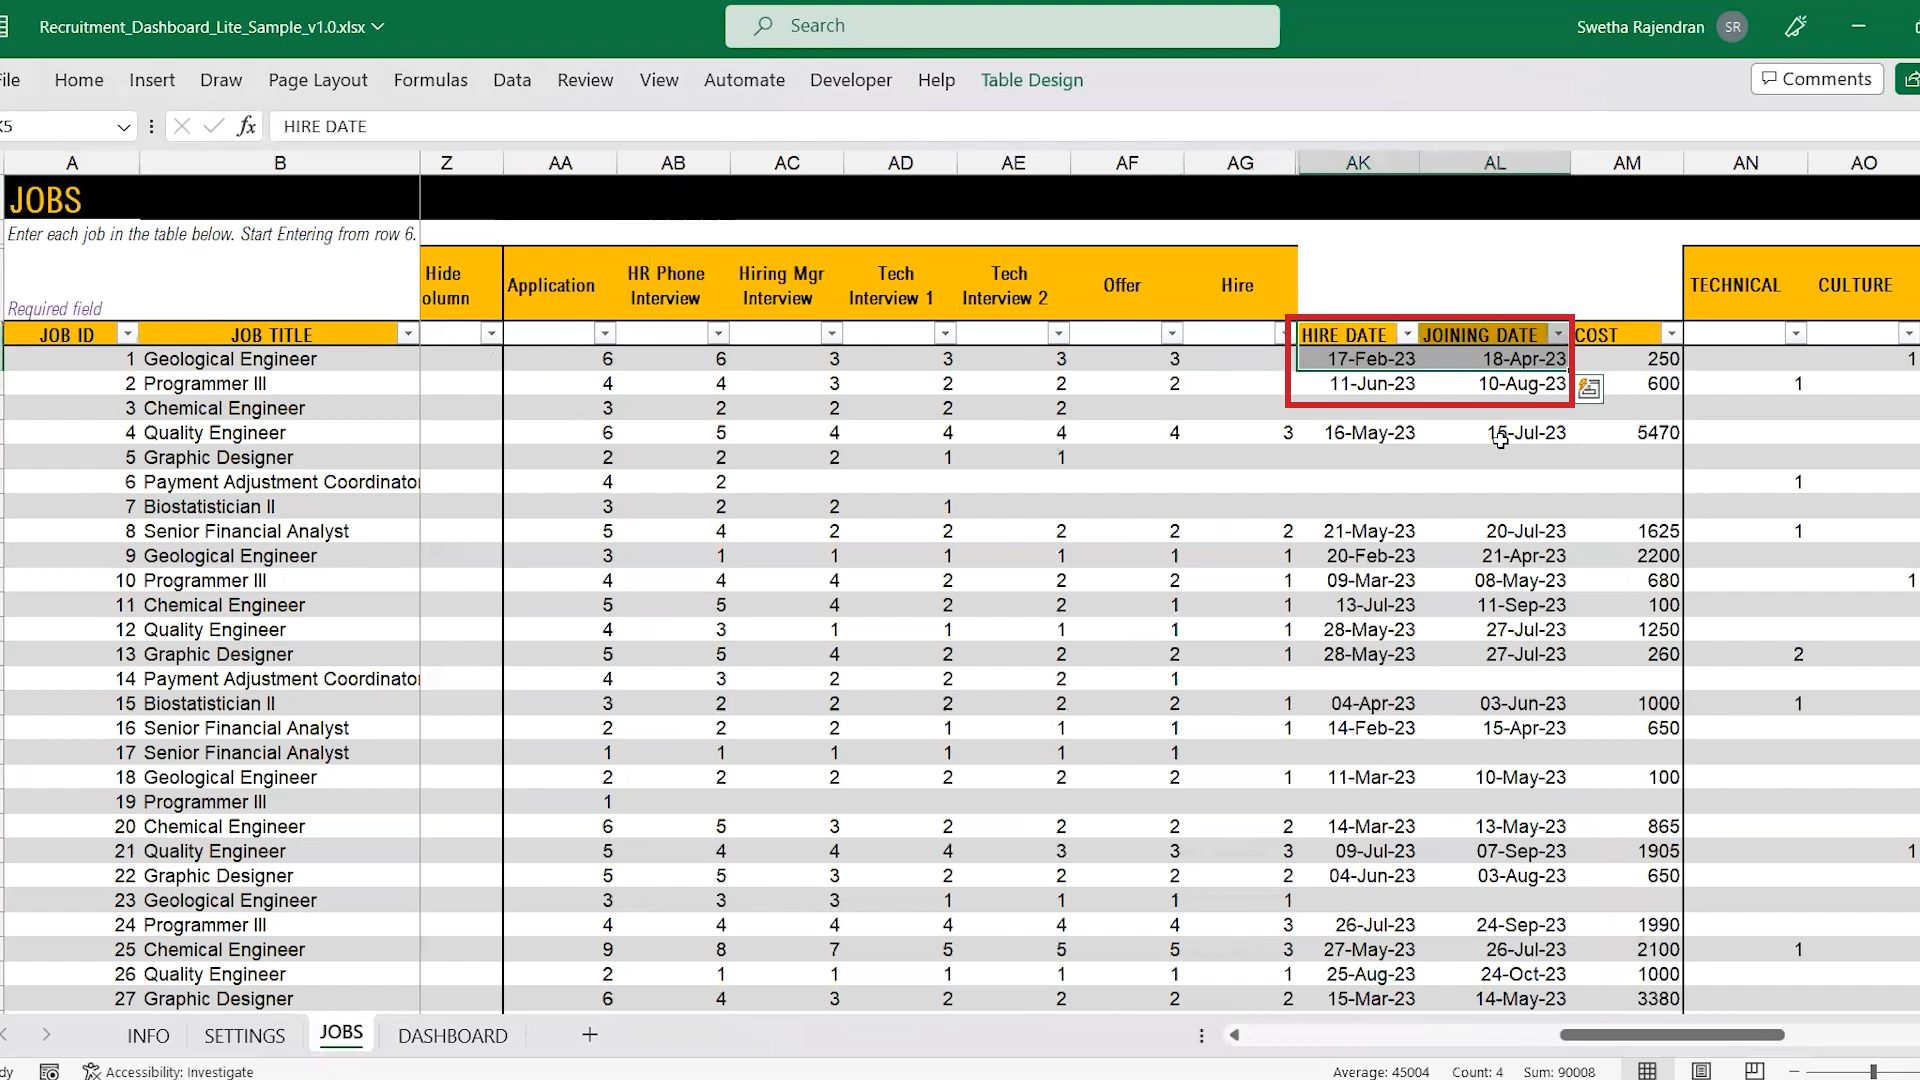 Recruitment_Dashboard_Lite_Sample_v1.0.xlsx
Search
Swetha Rajendran SR
File Home Insert Draw Page Layout Formulas Data Review View Automate Developer Help Table Design Comments
K5 fx HIRE DATE
A B Z AA AB AC AD AE AF AG AK AL AM AN AO
JOBS
Enter each job in the table below. Start Entering from row 6.
Hide olumn Application HR Phone Interview Hiring Mgr Interview Tech Interview 1 Tech Interview 2 Offer Hire TECHNICAL CULTURE
Required field
JOB ID JOB TITLE HIRE DATE JOINING DATE COST
1 Geological Engineer 6 6 3 3 3 3 17-Feb-23 18-Apr-23 250 1
2 Programmer III 4 4 3 2 2 2 11-Jun-23 10-Aug-23 600 1
3 Chemical Engineer 3 2 2 2 2
4 Quality Engineer 6 5 4 4 4 4 3 16-May-23 15-Jul-23 5470
5 Graphic Designer 2 2 2 1 1
6 Payment Adjustment Coordinator 4 2 1
7 Biostatistician II 3 2 2 1
8 Senior Financial Analyst 5 4 2 2 2 2 2 21-May-23 20-Jul-23 1625 1
9 Geological Engineer 3 1 1 1 1 1 1 20-Feb-23 21-Apr-23 2200
10 Programmer III 4 4 4 2 2 2 1 09-Mar-23 08-May-23 680 1
11 Chemical Engineer 5 5 4 2 2 1 1 13-Jul-23 11-Sep-23 100
12 Quality Engineer 4 3 1 1 1 1 1 28-May-23 27-Jul-23 1250
13 Graphic Designer 5 5 4 2 2 2 1 28-May-23 27-Jul-23 260 2
14 Payment Adjustment Coordinator 4 3 2 2 2 1
15 Biostatistician II 3 2 2 2 2 2 1 04-Apr-23 03-Jun-23 1000 1
16 Senior Financial Analyst 2 2 2 1 1 1 1 14-Feb-23 15-Apr-23 650
17 Senior Financial Analyst 1 1 1 1 1 1
18 Geological Engineer 2 2 2 2 2 2 1 11-Mar-23 10-May-23 100
19 Programmer III 1
20 Chemical Engineer 6 5 3 2 2 2 2 14-Mar-23 13-May-23 865
21 Quality Engineer 5 4 4 4 3 3 3 09-Jul-23 07-Sep-23 1905 1
22 Graphic Designer 5 5 3 2 2 2 2 04-Jun-23 03-Aug-23 650
23 Geological Engineer 3 3 3 1 1 1 1
24 Programmer III 4 4 4 4 4 4 3 26-Jul-23 24-Sep-23 1990
25 Chemical Engineer 9 8 7 5 5 5 3 27-May-23 26-Jul-23 2100 1
26 Quality Engineer 2 1 1 1 1 1 1 25-Aug-23 24-Oct-23 1000
27 Graphic Designer 6 4 3 2 2 2 2 15-Mar-23 14-May-23 3380
INFO SETTINGS JOBS DASHBOARD +
dy Accessibility: Investigate Average: 45004 Count: 4 Sum: 90008